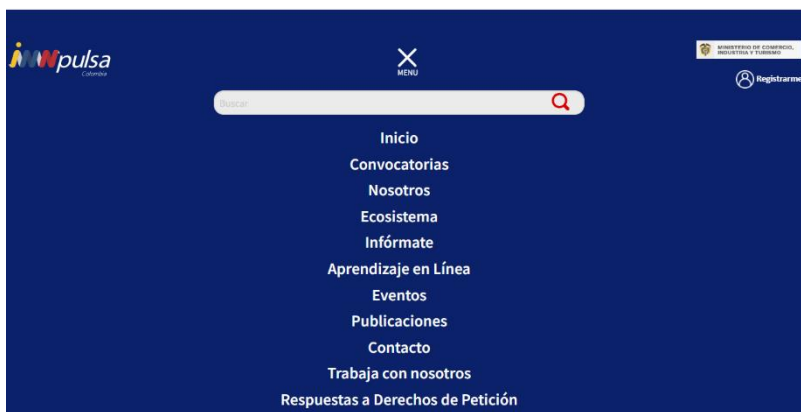 iNNpulsa
Colombia
MENU
MINISTERIO DE COMERCIO,
INDUSTRIA Y TURISMO
Registrarme
Buscar
Inicio
Convocatorias
Nosotros
Ecosistema
Infórmate
Aprendizaje en Línea
Eventos
Publicaciones
Contacto
Trabaja con nosotros
Respuestas a Derechos de Petición